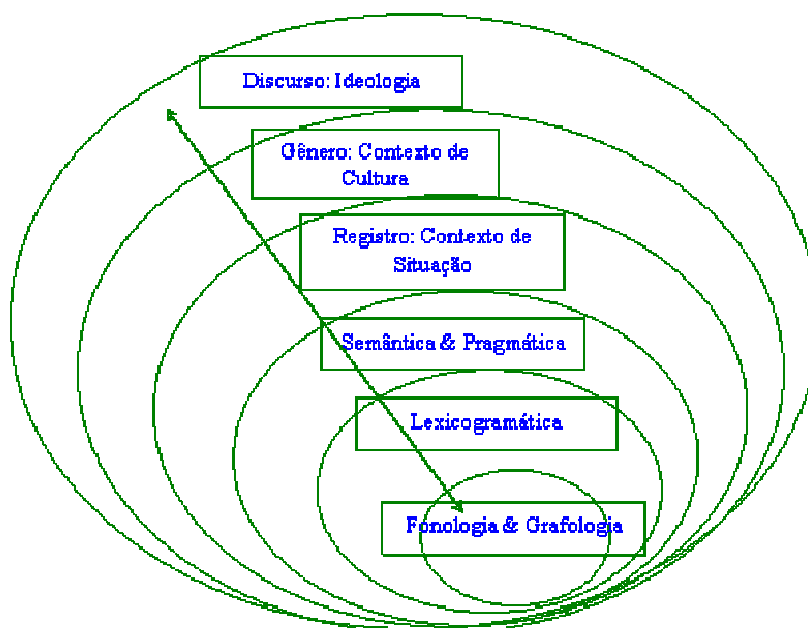 Discurso: Ideologia
Gênero: Contexto de
Cultura
Registro: Contexto de
Situação
Semântica & Pragmática
Lexicogramática
Fonologia & Grafologia